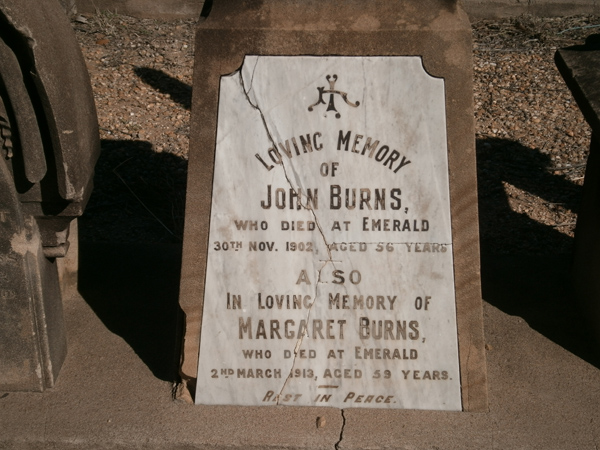 IN
LOVING MEMORY
OF
JOHN BURNS,
WHO DIED AT EMERALD
30TH NOV. 1902, AGED 56 YEARS
ALSO
IN LOVING MEMORY OF
MARGARET BURNS,
WHO DIED AT EMERALD
2ND MARCH 1913, AGED 59 YEARS.
REST IN PEACE.